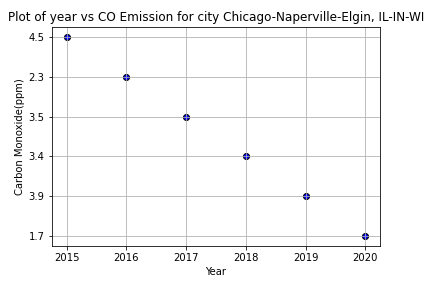 Plot of year vs CO Emission for city Chicago-Naperville-Elgin, IL-IN-WI
Carbon Monoxide(ppm)
4.5
2.3
3.5
3.4
3.9
1.7
2015 2016 2017 2018 2019 2020
Year